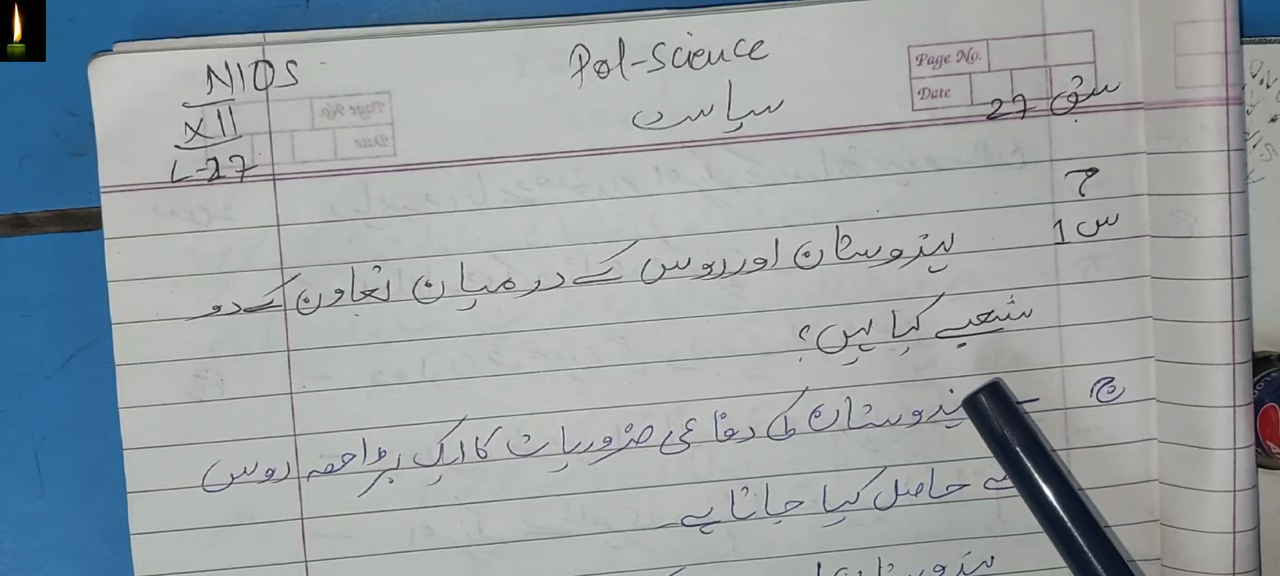 NIOS
XII
L-27
Pol-Science
سیاست
Page No.
Date
سبق 27
س 1 ہندوستان اور روس کے درمیان تعاون کے دو
شعبے کیا ہیں؟
ج - ہندوستان کی دفاعی ضروریات کا ایک بڑا حصہ روس
سے حاصل کیا جاتا ہے۔